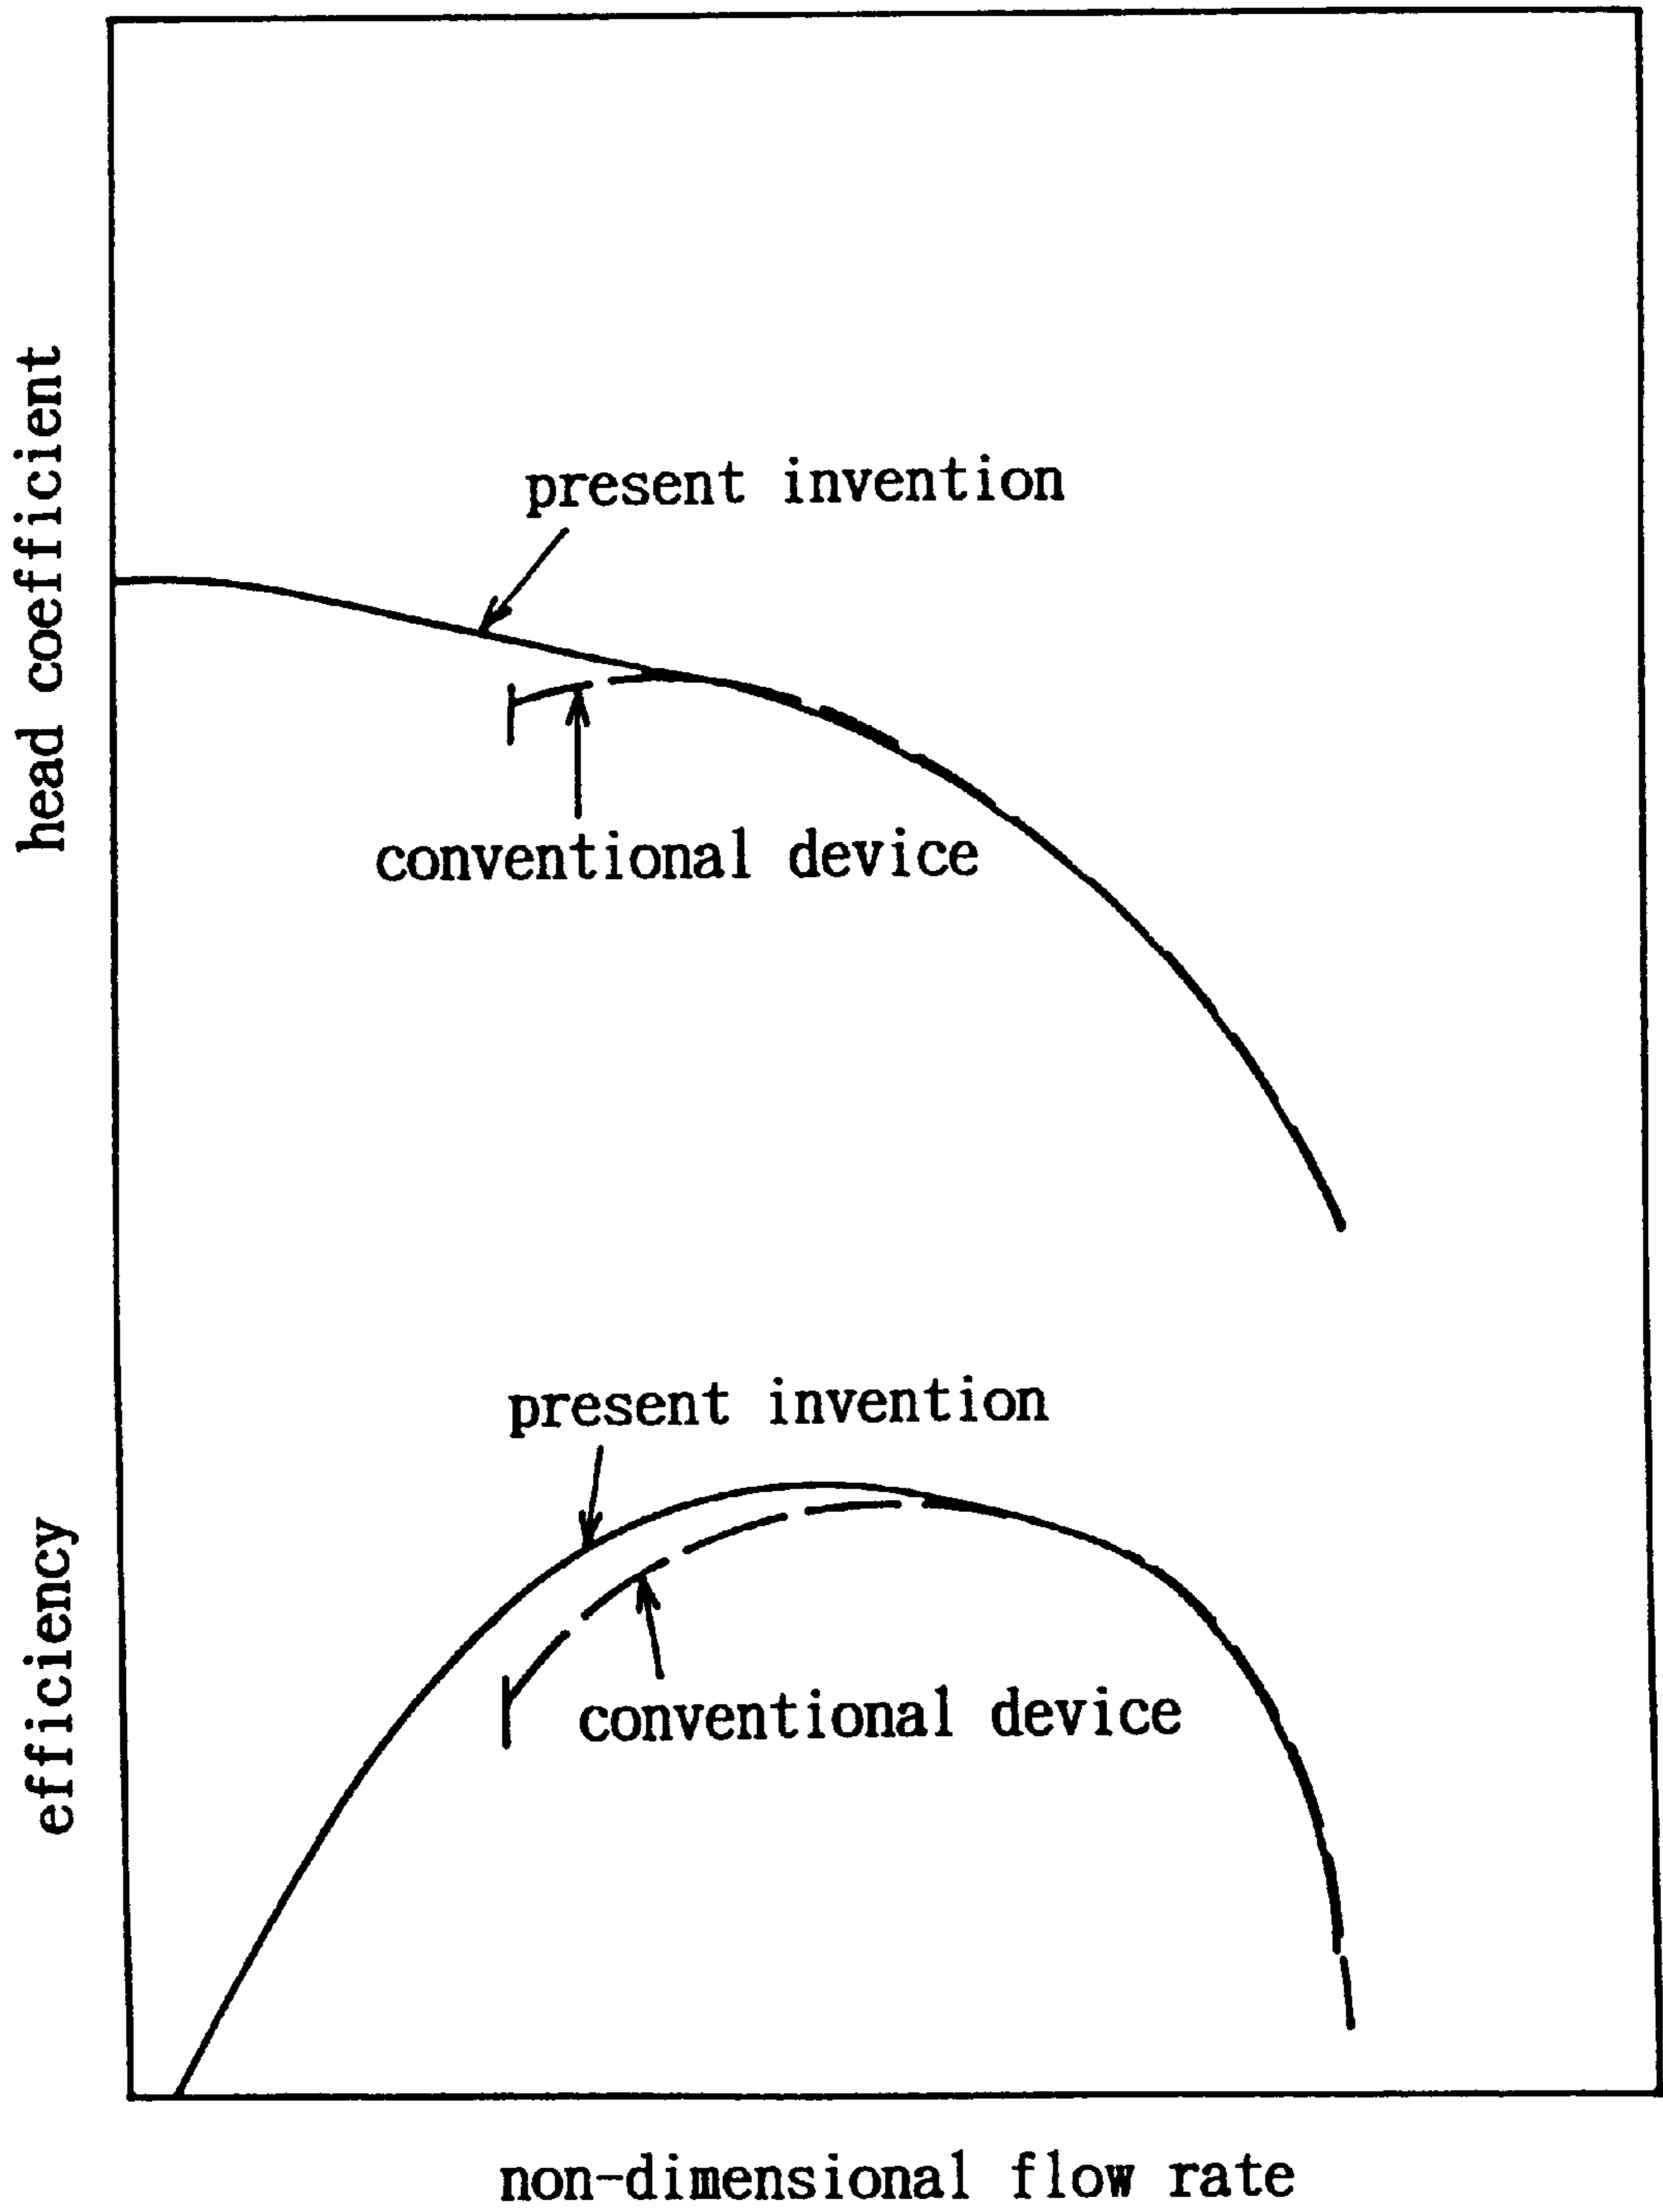 head coefficient
present invention
conventional device
efficiency
present invention
conventional device
non-dimensional flow rate